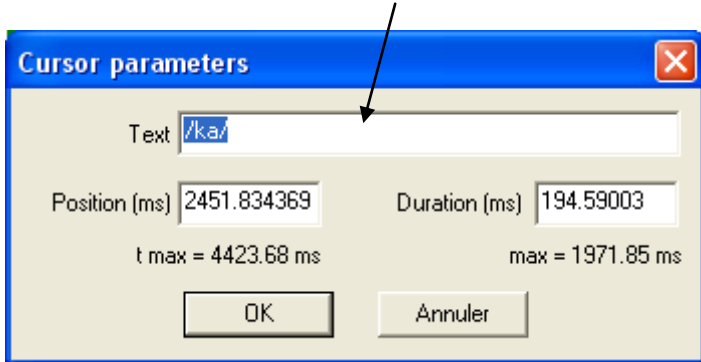 Cursor parameters
Text /ka/
Position (ms) 2451.834369 Duration (ms) 194.59003
t max = 4423.68 ms max = 1971.85 ms
OK Annuler